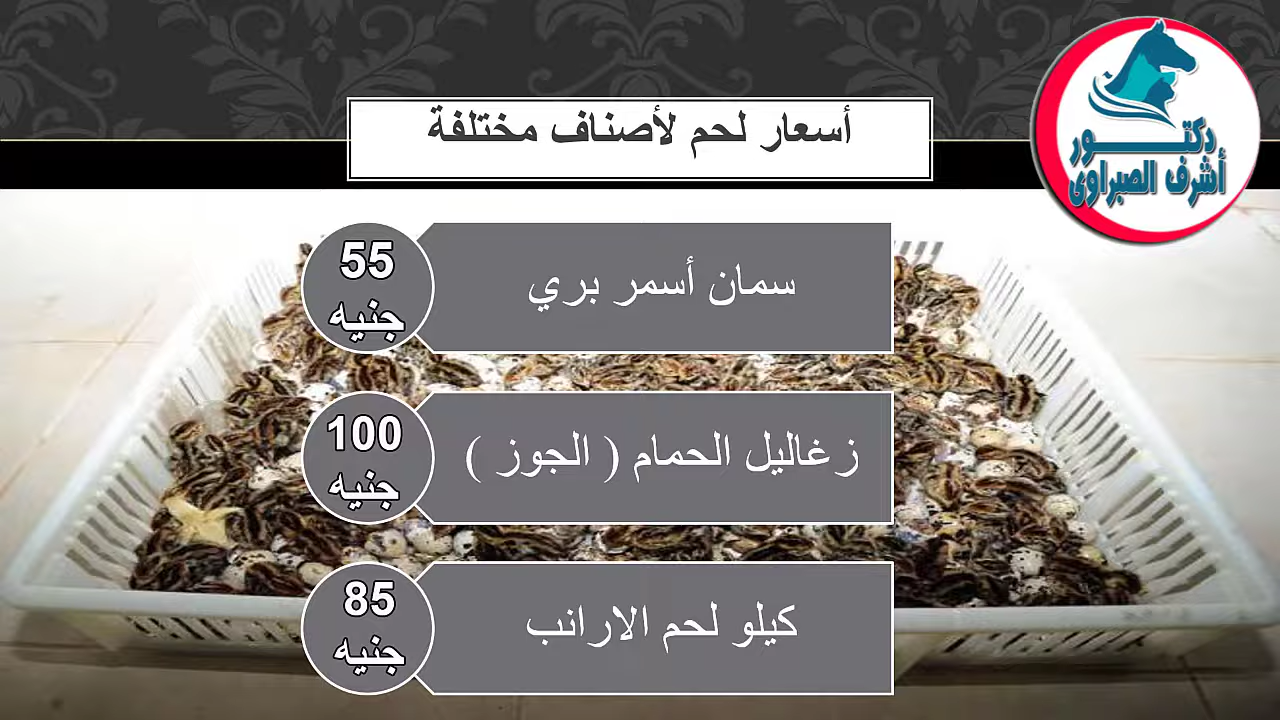 أسعار لحم لأصناف مختلفة
دكتور
أشرف الصبراوى
سمان أسمر بري
55
جنيه
زغاليل الحمام ( الجوز )
100
جنيه
كيلو لحم الارانب
85
جنيه